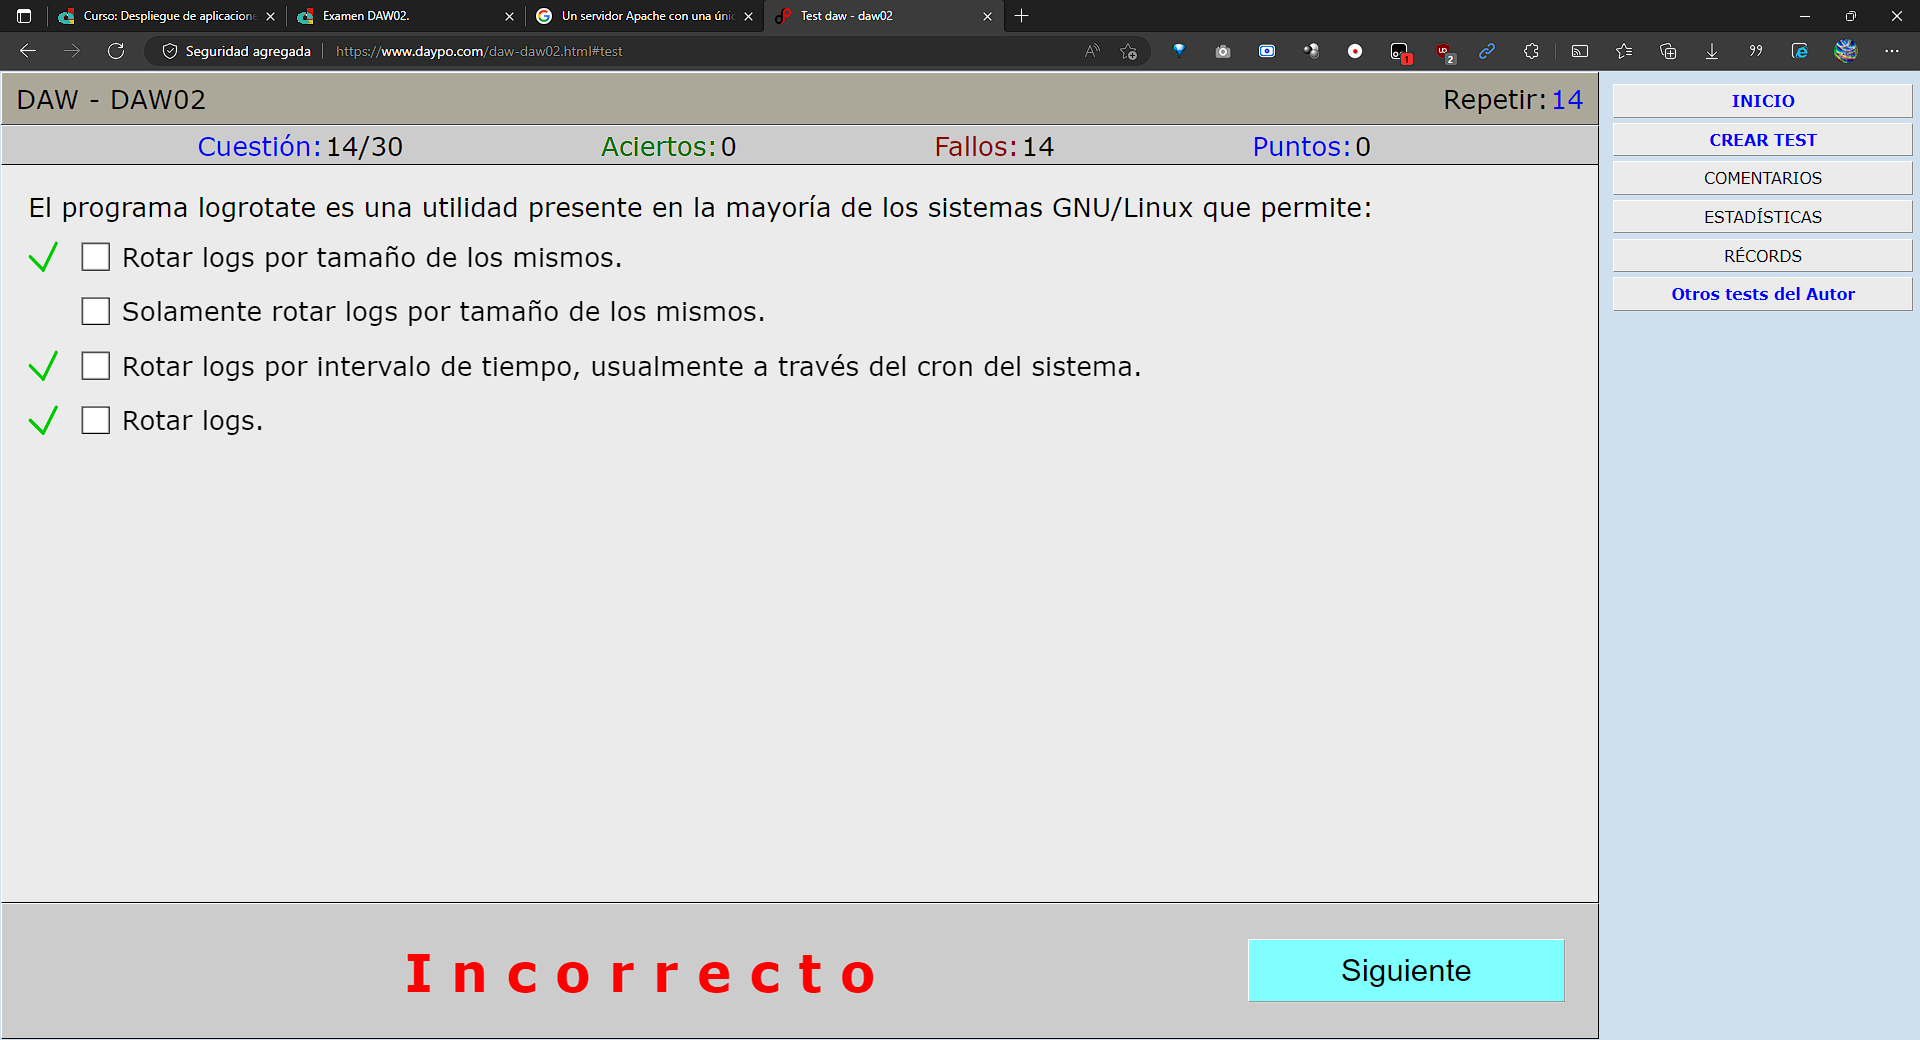 Curso: Despliegue de aplicacione
Examen DAW02.
Un servidor Apache con una úni
Test daw - daw02
Seguridad agregada
https://www.daypo.com/daw-daw02.html#test
1
2
DAW - DAW02
Repetir: 14
Cuestión: 14/30
Aciertos: 0
Fallos: 14
Puntos: 0
El programa logrotate es una utilidad presente en la mayoría de los sistemas GNU/Linux que permite:
Rotar logs por tamaño de los mismos.
Solamente rotar logs por tamaño de los mismos.
Rotar logs por intervalo de tiempo, usualmente a través del cron del sistema.
Rotar logs.
Incorrecto
Siguiente
INICIO
CREAR TEST
COMENTARIOS
ESTADÍSTICAS
RÉCORDS
Otros tests del Autor